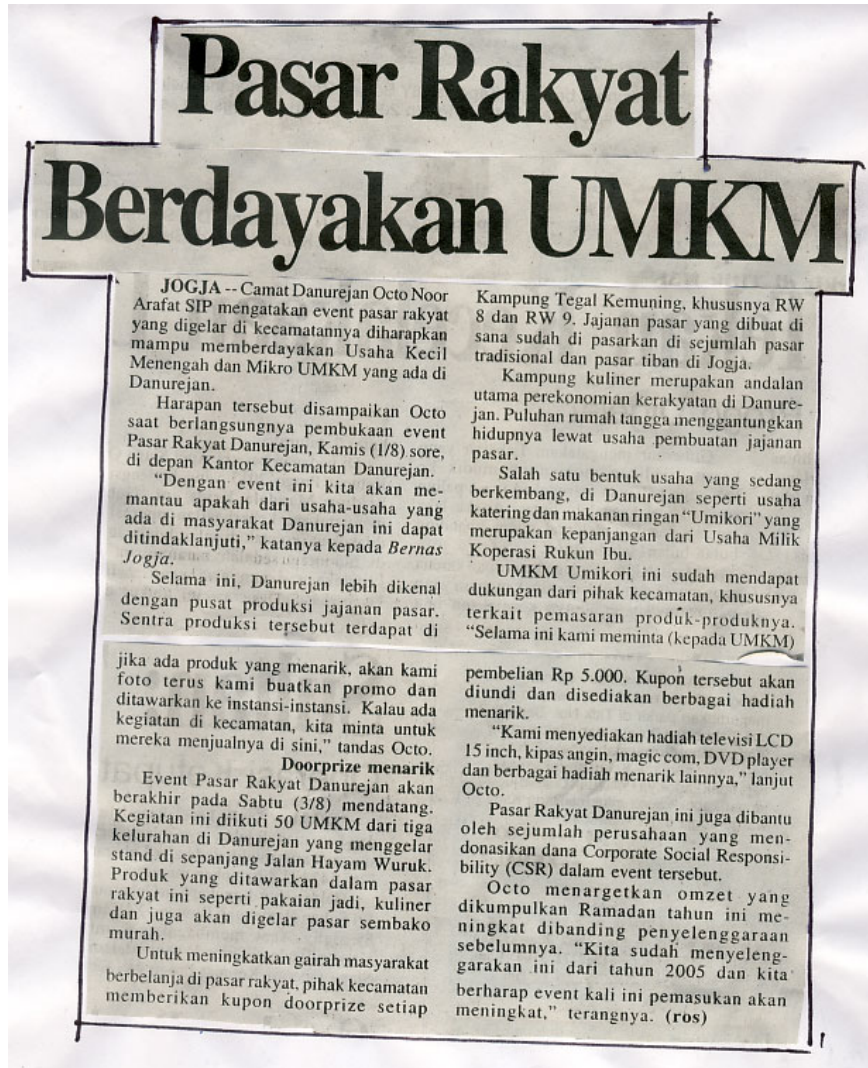 Pasar Rakyat
Berdayakan UMKM
JOGJA -- Camat Danurejan Octo Noor
Arafat SIP mengatakan event pasar rakyat
yang digelar di kecamatannya diharapkan
mampu memberdayakan Usaha Kecil
Menengah dan Mikro UMKM yang ada di
Danurejan.
Harapan tersebut disampaikan Octo
saat berlangsungnya pembukaan event
Pasar Rakyat Danurejan, Kamis (1/8) sore,
di depan Kantor Kecamatan Danurejan.
“Dengan event ini kita akan me-
mantau apakah dari usaha-usaha yang
ada di masyarakat Danurejan ini dapat
ditindaklanjuti,” katanya kepada Bernas
Jogja.
Selama ini, Danurejan lebih dikenal
dengan pusat produksi jajanan pasar.
Sentra produksi tersebut terdapat di
Kampung Tegal Kemuning, khususnya RW
8 dan RW 9. Jajanan pasar yang dibuat di
sana sudah di pasarkan di sejumlah pasar
tradisional dan pasar tiban di Jogja.
Kampung kuliner merupakan andalan
utama perekonomian kerakyatan di Danure-
jan. Puluhan rumah tangga menggantungkan
hidupnya lewat usaha pembuatan jajanan
pasar.
Salah satu bentuk usaha yang sedang
berkembang, di Danurejan seperti usaha
katering dan makanan ringan “Umikori” yang
merupakan kepanjangan dari Usaha Milik
Koperasi Rukun Ibu.
UMKM Umikori ini sudah mendapat
dukungan dari pihak kecamatan, khususnya
terkait pemasaran produk-produknya.
“Selama ini kami meminta (kepada UMKM)
jika ada produk yang menarik, akan kami
foto terus kami buatkan promo dan
ditawarkan ke instansi-instansi. Kalau ada
kegiatan di kecamatan, kita minta untuk
mereka menjualnya di sini,” tandas Octo.
Doorprize menarik
Event Pasar Rakyat Danurejan akan
berakhir pada Sabtu (3/8) mendatang.
Kegiatan ini diikuti 50 UMKM dari tiga
kelurahan di Danurejan yang menggelar
stand di sepanjang Jalan Hayam Wuruk.
Produk yang ditawarkan dalam pasar
rakyat ini seperti pakaian jadi, kuliner
dan juga akan digelar pasar sembako
murah.
Untuk meningkatkan gairah masyarakat
berbelanja di pasar rakyat, pihak kecamatan
memberikan kupon doorprize setiap
pembelian Rp 5.000. Kupon tersebut akan
diundi dan disediakan berbagai hadiah
menarik.
“Kami menyediakan hadiah televisi LCD
15 inch, kipas angin, magic com, DVD player
dan berbagai hadiah menarik lainnya,” lanjut
Octo.
Pasar Rakyat Danurejan ini juga dibantu
oleh sejumlah perusahaan yang men-
donasikan dana Corporate Social Responsi-
bility (CSR) dalam event tersebut.
Octo menargetkan omzet yang
dikumpulkan Ramadan tahun ini me-
ningkat dibanding penyelenggaraan
sebelumnya. “Kita sudah menyeleng-
garakan ini dari tahun 2005 dan kita
berharap event kali ini pemasukan akan
meningkat,” terangnya. (ros)